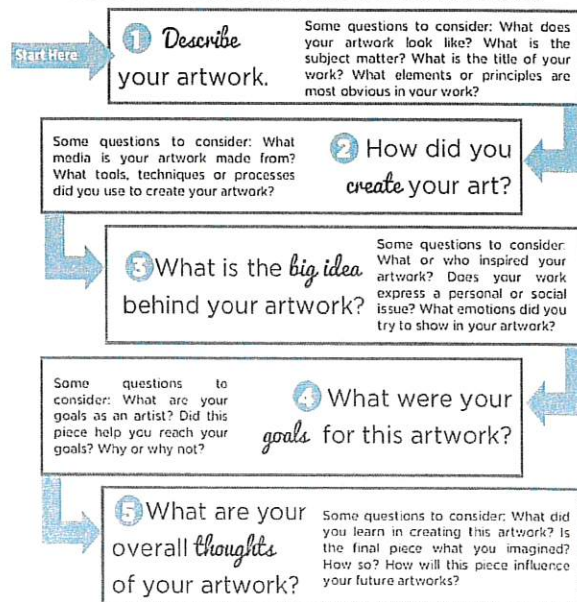 Start Here
1 Describe
your artwork.
Some questions to consider: What does
your artwork look like? What is the
subject matter? What is the title of your
work? What elements or principles are
most obvious in your work?
Some questions to consider: What
media is your artwork made from?
What tools, techniques or processes
did you use to create your artwork?
2 How did you
create your art?
3 What is the big idea
behind your artwork?
Some questions to consider:
What or who inspired your
artwork? Does your work
express a personal or social
issue? What emotions did you
try to show in your artwork?
Some questions to
consider: What are your
goals as an artist? Did this
piece help you reach your
goals? Why or why not?
4 What were your
goals for this artwork?
5 What are your
overall thoughts
of your artwork?
Some questions to consider: What did
you learn in creating this artwork? Is
the final piece what you imagined?
How so? How will this piece influence
your future artworks?